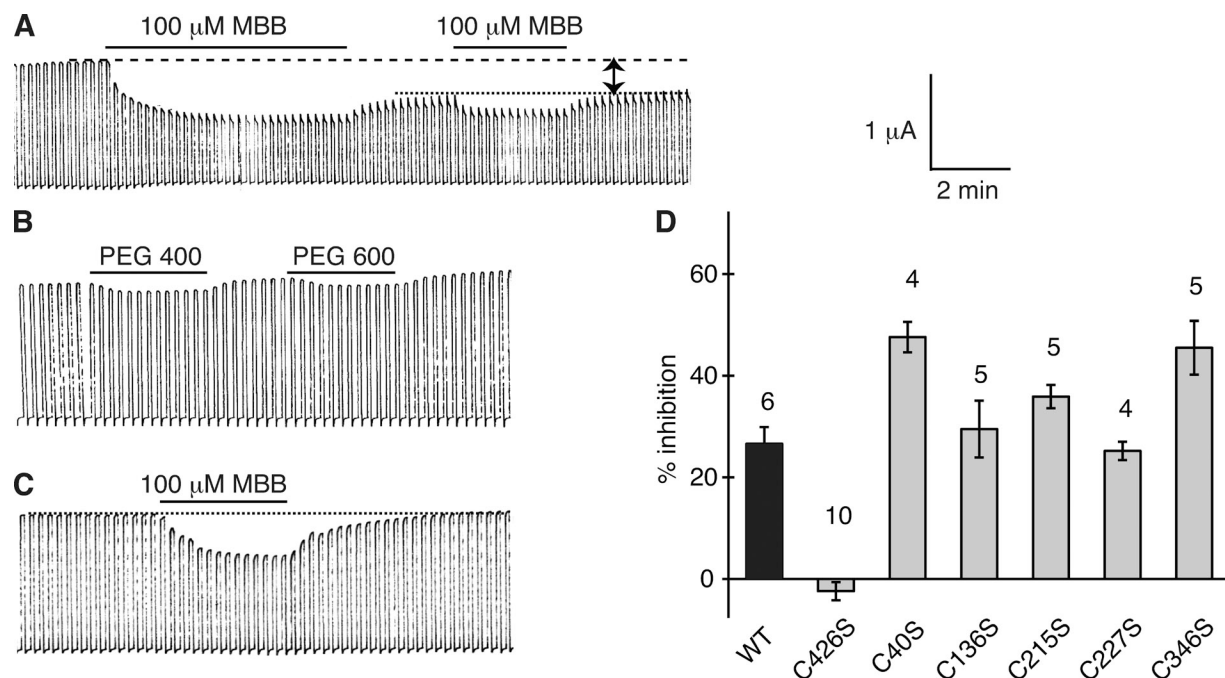 A
100 μM MBB 100 μM MBB
1 μA
2 min
B
PEG 400 PEG 600
C
100 μM MBB
D
% inhibition
60
40
20
0
6
10
4
5
5
4
5
WT
C426S
C40S
C136S
C215S
C227S
C346S